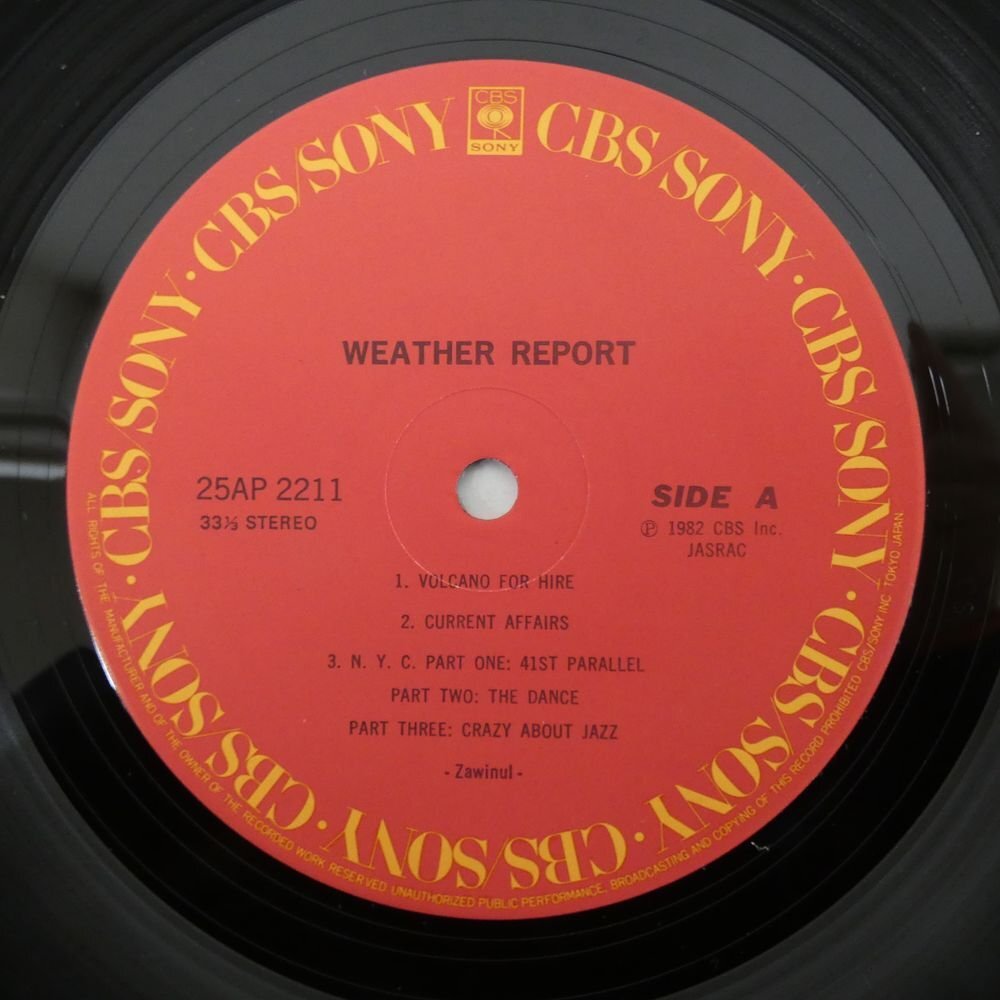 CBS
SONY
CBS/SONY · CBS/SONY · CBS/SONY · CBS/SONY · CBS/SONY · CBS/SONY · CBS/SONY · CBS/SONY
WEATHER REPORT
25AP 2211
33⅓ STEREO
SIDE A
Ⓟ 1982 CBS Inc.
JASRAC
1. VOLCANO FOR HIRE
2. CURRENT AFFAIRS
3. N. Y. C. PART ONE: 41ST PARALLEL
PART TWO: THE DANCE
PART THREE: CRAZY ABOUT JAZZ
- Zawinul -
ALL RIGHTS OF THE MANUFACTURER AND OF THE OWNER OF THE RECORDED WORK RESERVED. UNAUTHORIZED PUBLIC PERFORMANCE, BROADCASTING AND COPYING OF THIS RECORD PROHIBITED CBS/SONY INC. TOKYO JAPAN.